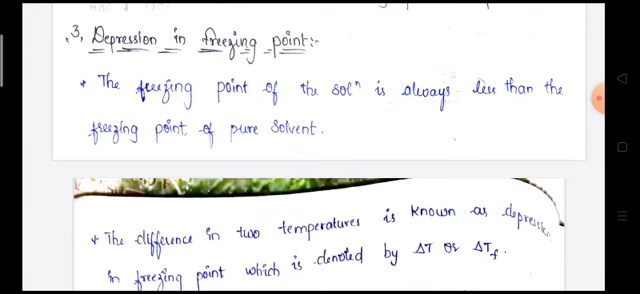 3. Depression in freezing point:-
* The freezing point of the solⁿ is always less than the
freezing point of pure solvent.
* The difference in two temperatures is known as depression
in freezing point which is denoted by ΔT or ΔTf.